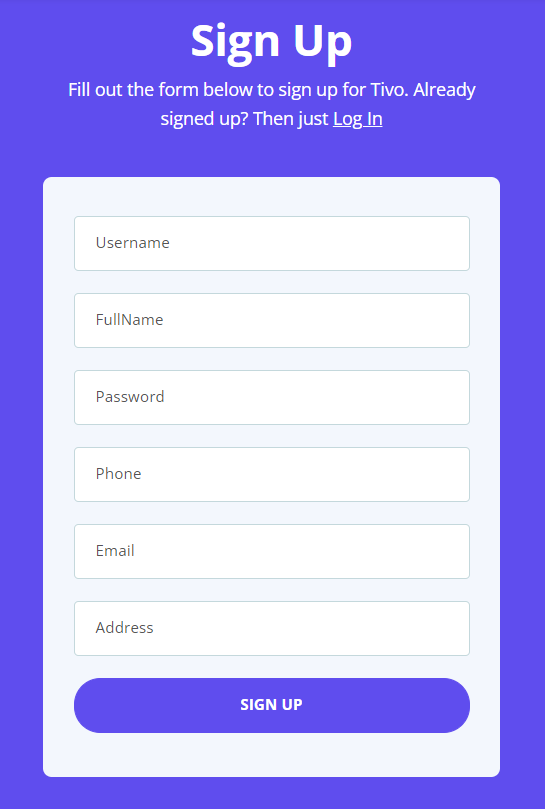 Sign Up
Fill out the form below to sign up for Tivo. Already
signed up? Then just Log In
Username
FullName
Password
Phone
Email
Address
SIGN UP